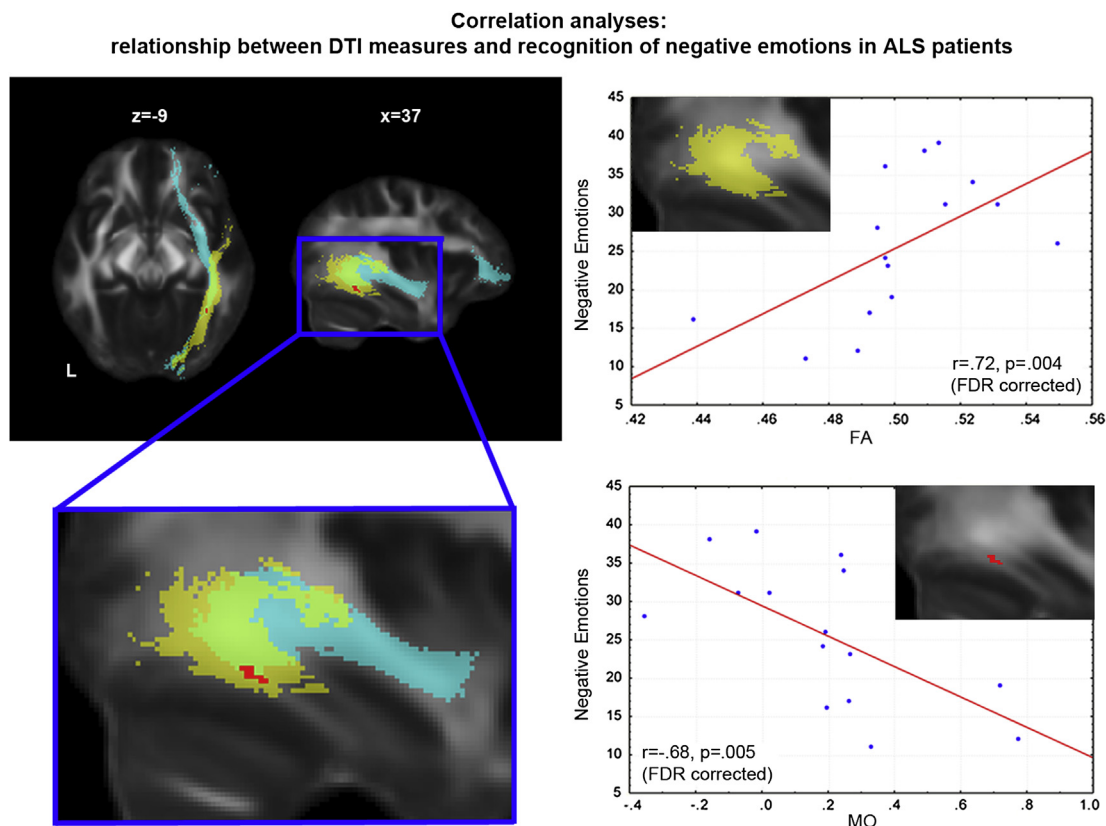 Correlation analyses:
relationship between DTI measures and recognition of negative emotions in ALS patients
z=-9
x=37
L
45
40
35
30
25
20
15
10
5
Negative Emotions
.42
.44
.46
.48
.50
.52
.54
.56
FA
r=.72, p=.004
(FDR corrected)
45
40
35
30
25
20
15
10
5
Negative Emotions
-.4
-.2
.0
.2
.4
.6
.8
1.0
MO
r=-.68, p=.005
(FDR corrected)